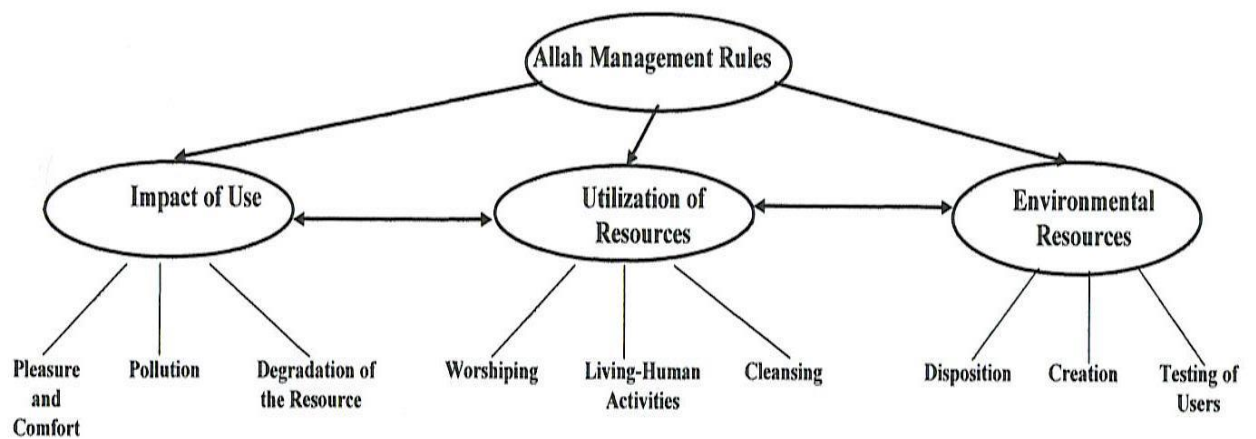 Allah Management Rules
Impact of Use
Utilization of
Resources
Environmental
Resources
Pleasure
and
Comfort
Pollution
Degradation of
the Resource
Worshiping
Living-Human
Activities
Cleansing
Disposition
Creation
Testing of
Users